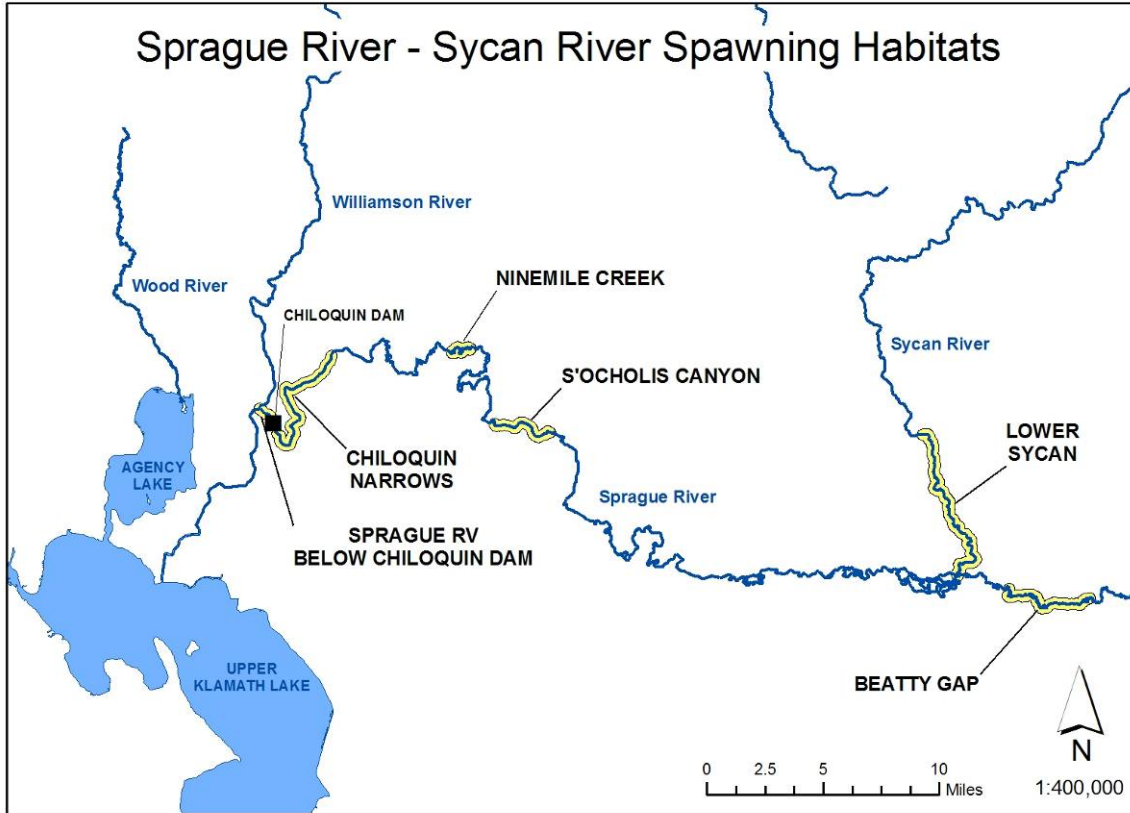 Sprague River - Sycan River Spawning Habitats
Williamson River
Wood River
NINEMILE CREEK
CHILOQUIN DAM
Sycan River
S'OCHOLIS CANYON
LOWER
SYCAN
CHILOQUIN
NARROWS
AGENCY
LAKE
Sprague River
SPRAGUE RV
BELOW CHILOQUIN DAM
UPPER
KLAMATH LAKE
BEATTY GAP
N
0 2.5 5 10
Miles
1:400,000